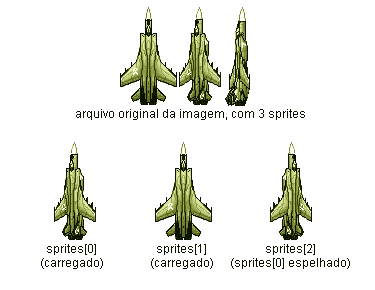 arquivo original da imagem, com 3 sprites
sprites[0]
(carregado)
sprites[1]
(carregado)
sprites[2]
(sprites[0] espelhado)